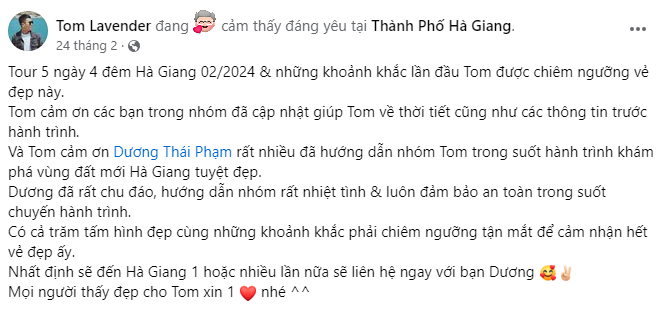 Tom Lavender đang cảm thấy đáng yêu tại Thành Phố Hà Giang.
24 tháng 2 ·
Tour 5 ngày 4 đêm Hà Giang 02/2024 & những khoảnh khắc lần đầu Tom được chiêm ngưỡng vẻ
đẹp này.
Tom cảm ơn các bạn trong nhóm đã cập nhật giúp Tom về thời tiết cũng như các thông tin trước
hành trình.
Và Tom cảm ơn Dương Thái Phạm rất nhiều đã hướng dẫn nhóm Tom trong suốt hành trình khám
phá vùng đất mới Hà Giang tuyệt đẹp.
Dương đã rất chu đáo, hướng dẫn nhóm rất nhiệt tình & luôn đảm bảo an toàn trong suốt
chuyến hành trình.
Có cả trăm tấm hình đẹp cùng những khoảnh khắc phải chiêm ngưỡng tận mắt để cảm nhận hết
vẻ đẹp ấy.
Nhất định sẽ đến Hà Giang 1 hoặc nhiều lần nữa sẽ liên hệ ngay với bạn Dương 🥰✌🏻
Mọi người thấy đẹp cho Tom xin 1 ❤️ nhé ^^